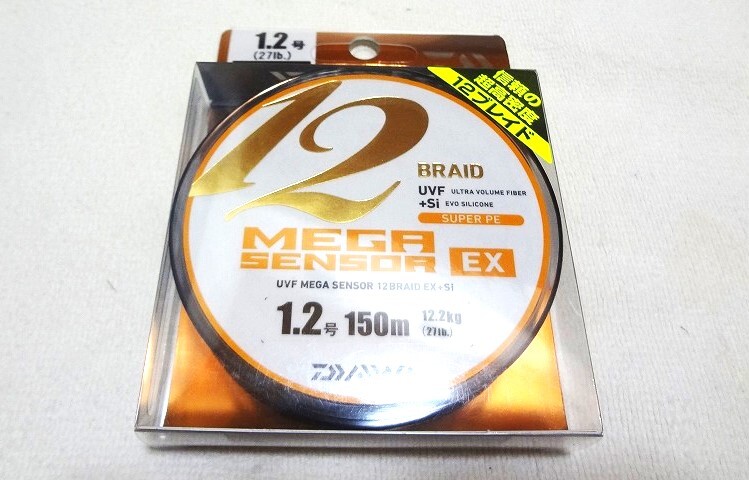 1.2号
(27lb.)
信頼の
超高密度
12ブレイド
12
BRAID
UVF ULTRA VOLUME FIBER
+Si EVO SILICONE
SUPER PE
MEGA
SENSOR EX
UVF MEGA SENSOR 12BRAID EX+Si
1.2号 150m 12.2kg
(27lb.)
DAIWA